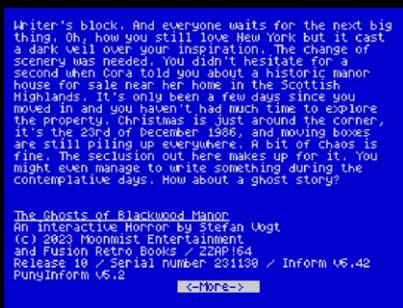 Writer's block. And everyone waits for the next big
thing. Oh, how you still love New York but it cast
a dark veil over your inspiration. The change of
scenery was needed. You didn't hesitate for a
second when Cora told you about a historic manor
house for sale near her home in the Scottish
Highlands. It's only been a few days since you
moved in and you haven't had much time to explore
the property. Christmas is just around the corner,
it's the 23rd of December 1986, and moving boxes
are still piling up everywhere. A bit of chaos is
fine. The seclusion out here makes up for it. You
might even manage to write something during the
contemplative days. How about a ghost story?
The Ghosts of Blackwood Manor
An interactive Horror by Stefan Vogt
(c) 2023 Moonmist Entertainment
and Fusion Retro Books / ZZAP!64
Release 10 / Serial number 231130 / Inform v6.42
PunyInform v5.2
<-More->